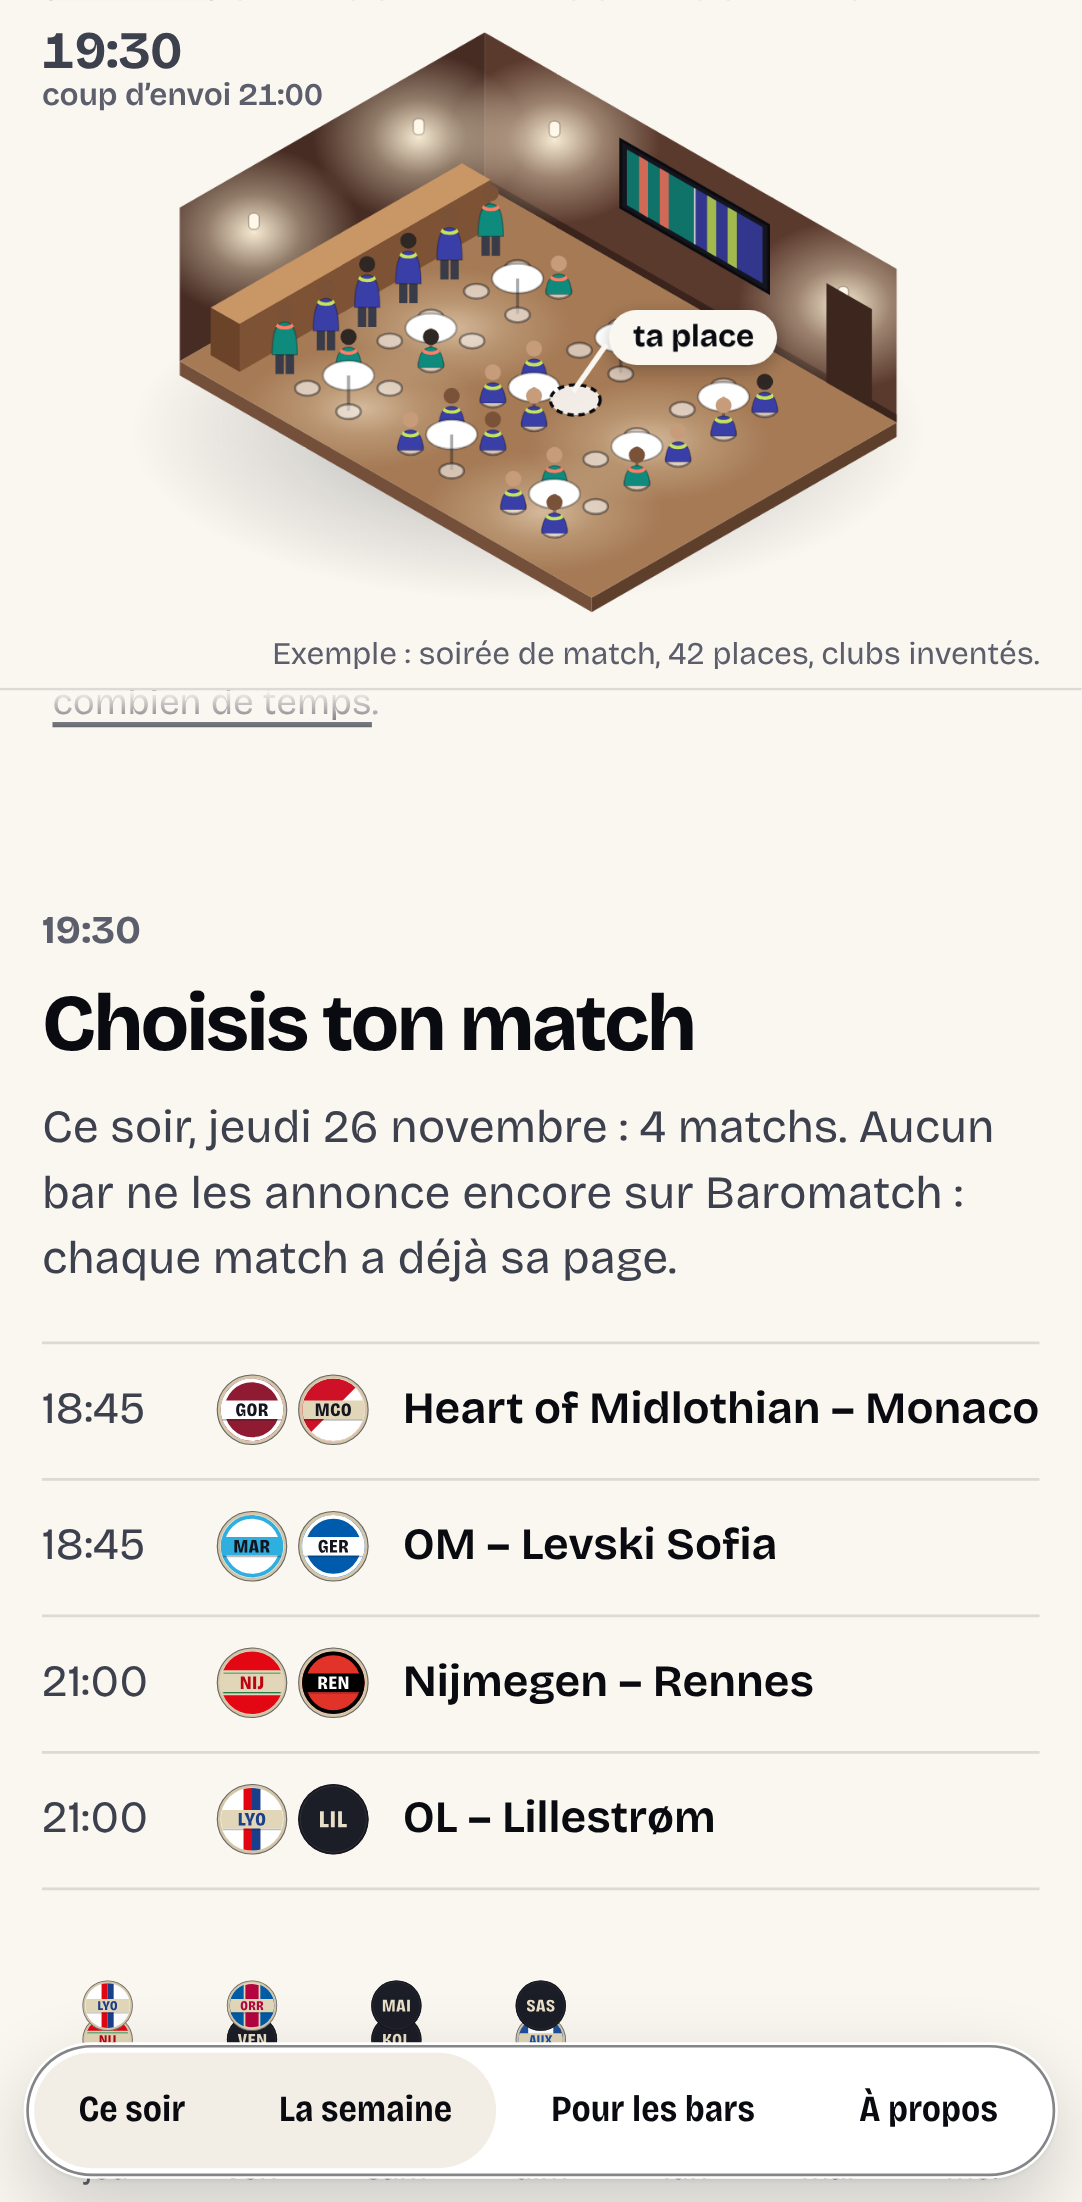 19:30
coup d’envoi 21:00
ta place
Exemple : soirée de match, 42 places, clubs inventés.
combien de temps.
19:30
Choisis ton match
Ce soir, jeudi 26 novembre : 4 matchs. Aucun
bar ne les annonce encore sur Baromatch :
chaque match a déjà sa page.
18:45 GOR MCO Heart of Midlothian – Monaco
18:45 MAR GER OM – Levski Sofia
21:00 NIJ REN Nijmegen – Rennes
21:00 LYO LIL OL – Lillestrøm
LYO ORR MAI SAS
NIJ VEN KOL AUX
Ce soir La semaine Pour les bars À propos